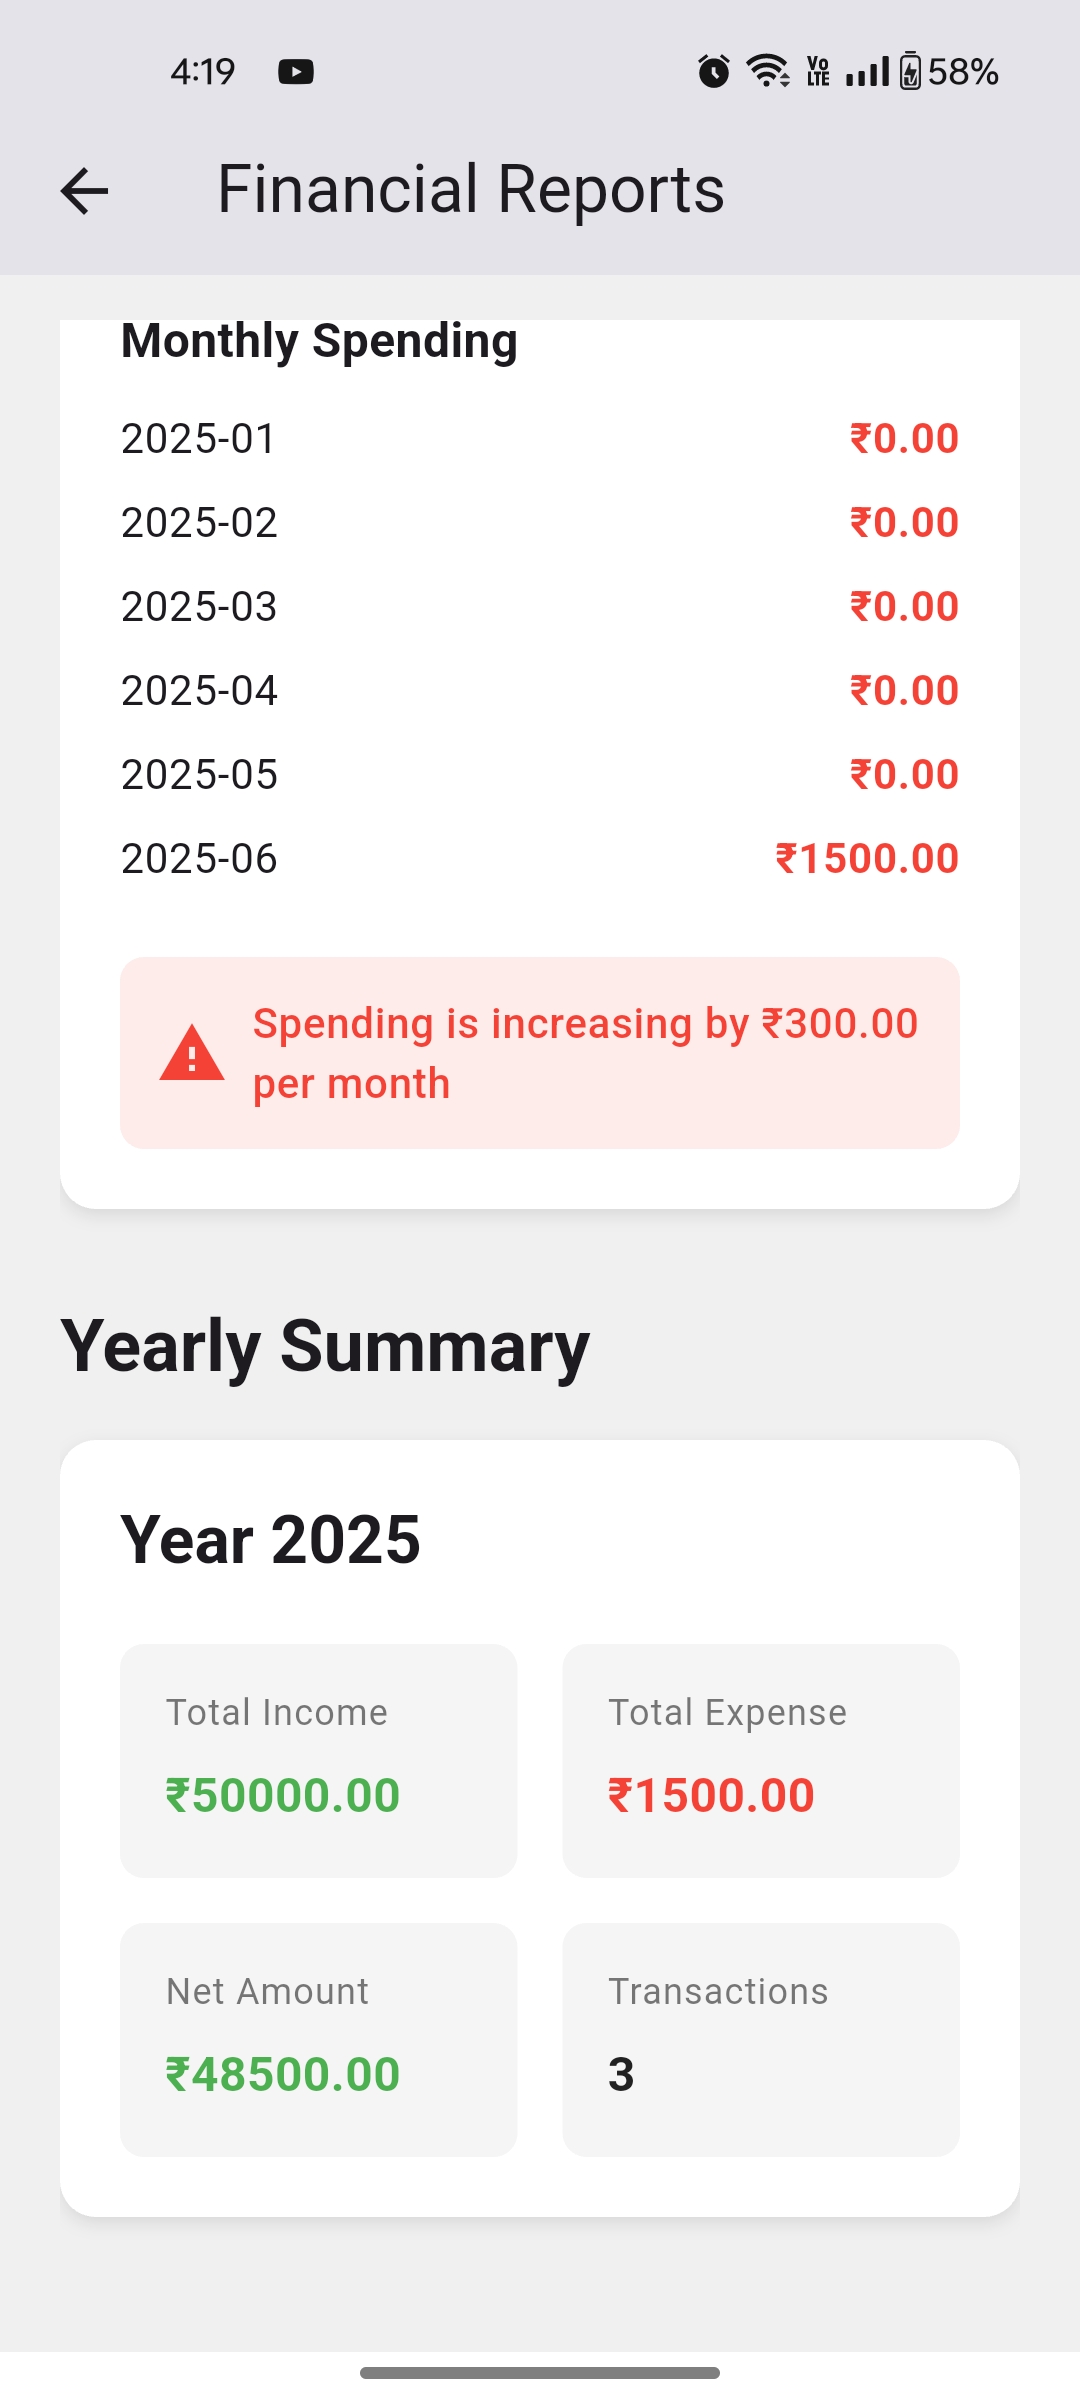 4:19
Vo LTE 58%
Financial Reports
Monthly Spending
2025-01 ₹0.00
2025-02 ₹0.00
2025-03 ₹0.00
2025-04 ₹0.00
2025-05 ₹0.00
2025-06 ₹1500.00
Spending is increasing by ₹300.00
per month
Yearly Summary
Year 2025
Total Income
₹50000.00
Total Expense
₹1500.00
Net Amount
₹48500.00
Transactions
3